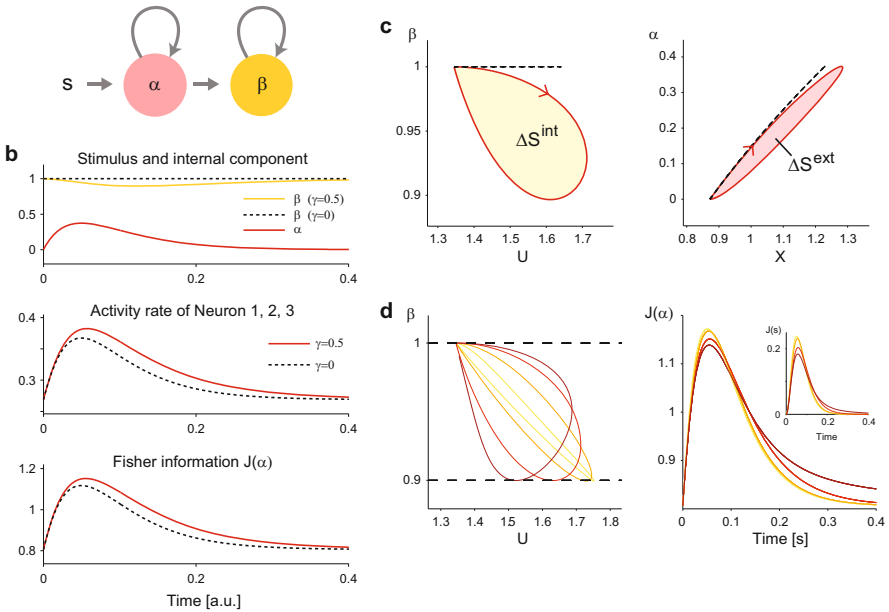 S
α
β
b
Stimulus and internal component
1
0.5
0
β (γ=0.5)
β (γ=0)
α
0
0.2
0.4
Activity rate of Neuron 1, 2, 3
0.4
0.3
γ=0.5
γ=0
0
0.2
0.4
Fisher information J(α)
1.2
1
0.8
0
0.2
0.4
Time [a.u.]
c
β
1
0.95
0.9
ΔS^int
1.3
1.4
1.5
1.6
1.7
U
α
0.4
0.3
0.2
0.1
0
ΔS^ext
0.8
0.9
1
1.1
1.2
1.3
X
d
β
1
0.9
1.3
1.4
1.5
1.6
1.7
1.8
U
J(α)
1.1
1
0.9
0
0.1
0.2
0.3
0.4
Time [s]
J(s)
0.2
0
0
0.2
0.4
Time